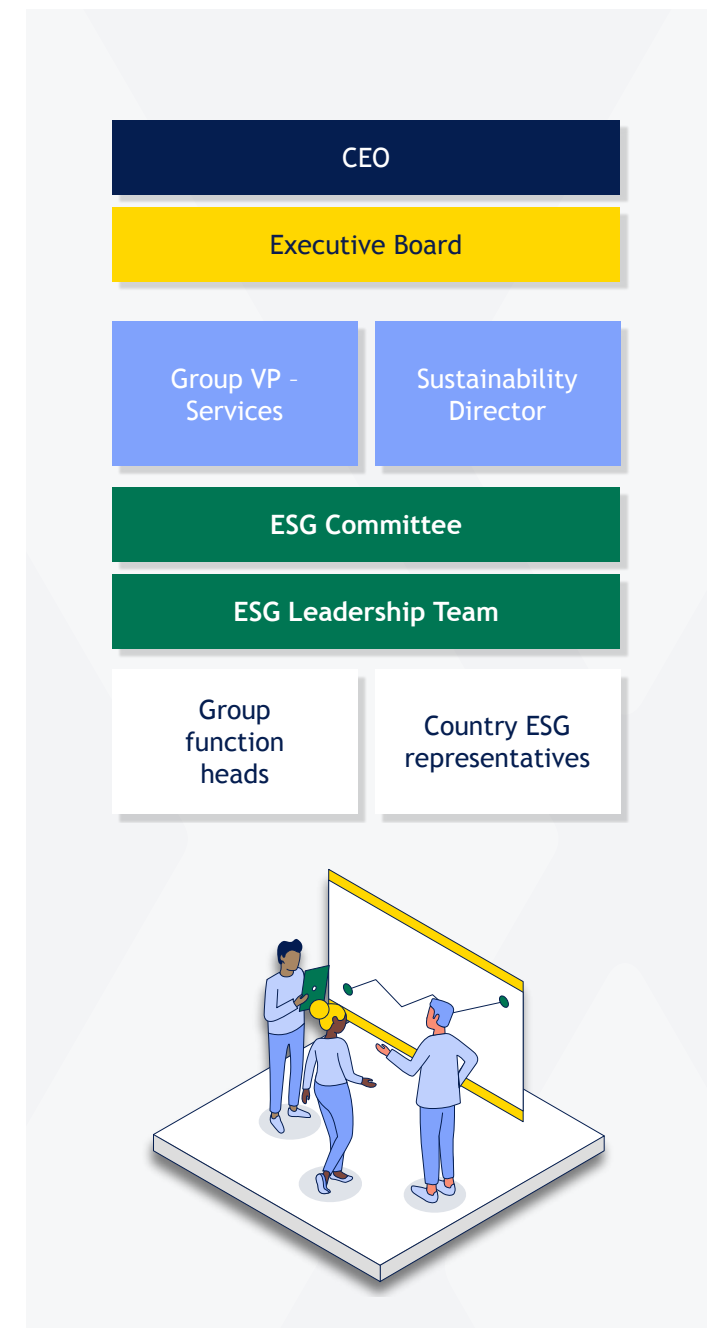 CEO
Executive Board
Group VP –
Services
Sustainability
Director
ESG Committee
ESG Leadership Team
Group
function
heads
Country ESG
representatives